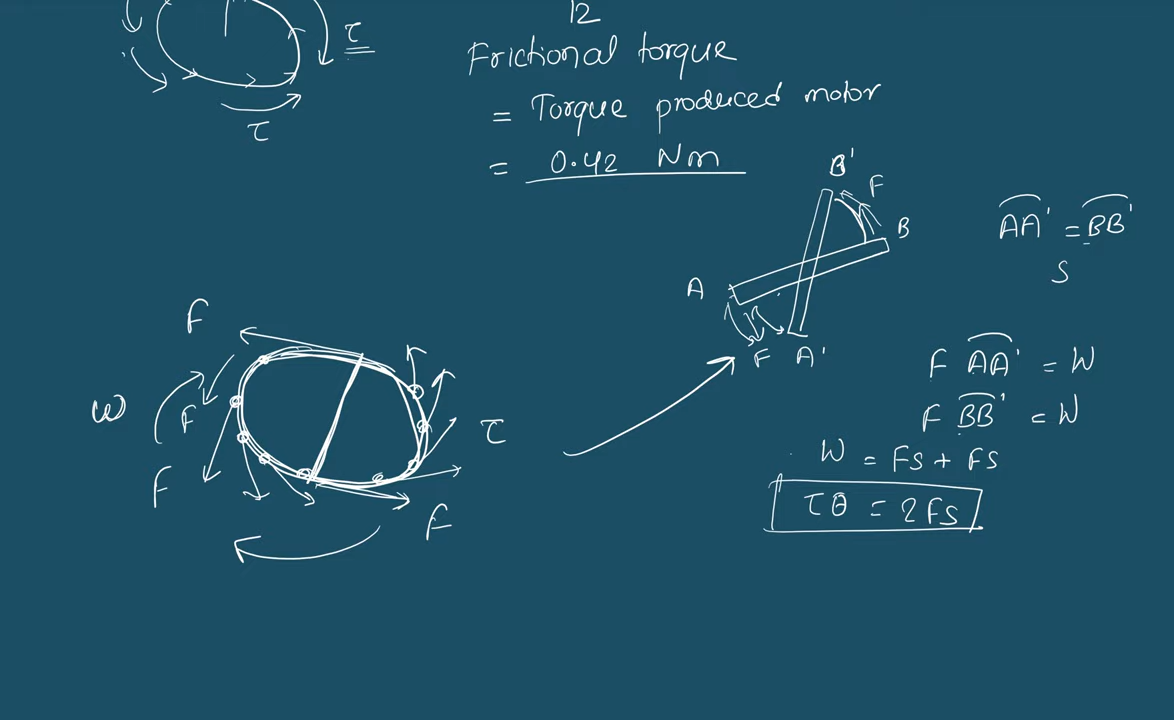 12
τ
Frictional torque
= Torque produced motor
τ
= 0.42 Nm
B'
F
B
AA' = BB'
S
A
F
F A'
F AA' = W
ω
F
F BB' = W
τ
W = FS + FS
F
τθ = 2FS
F